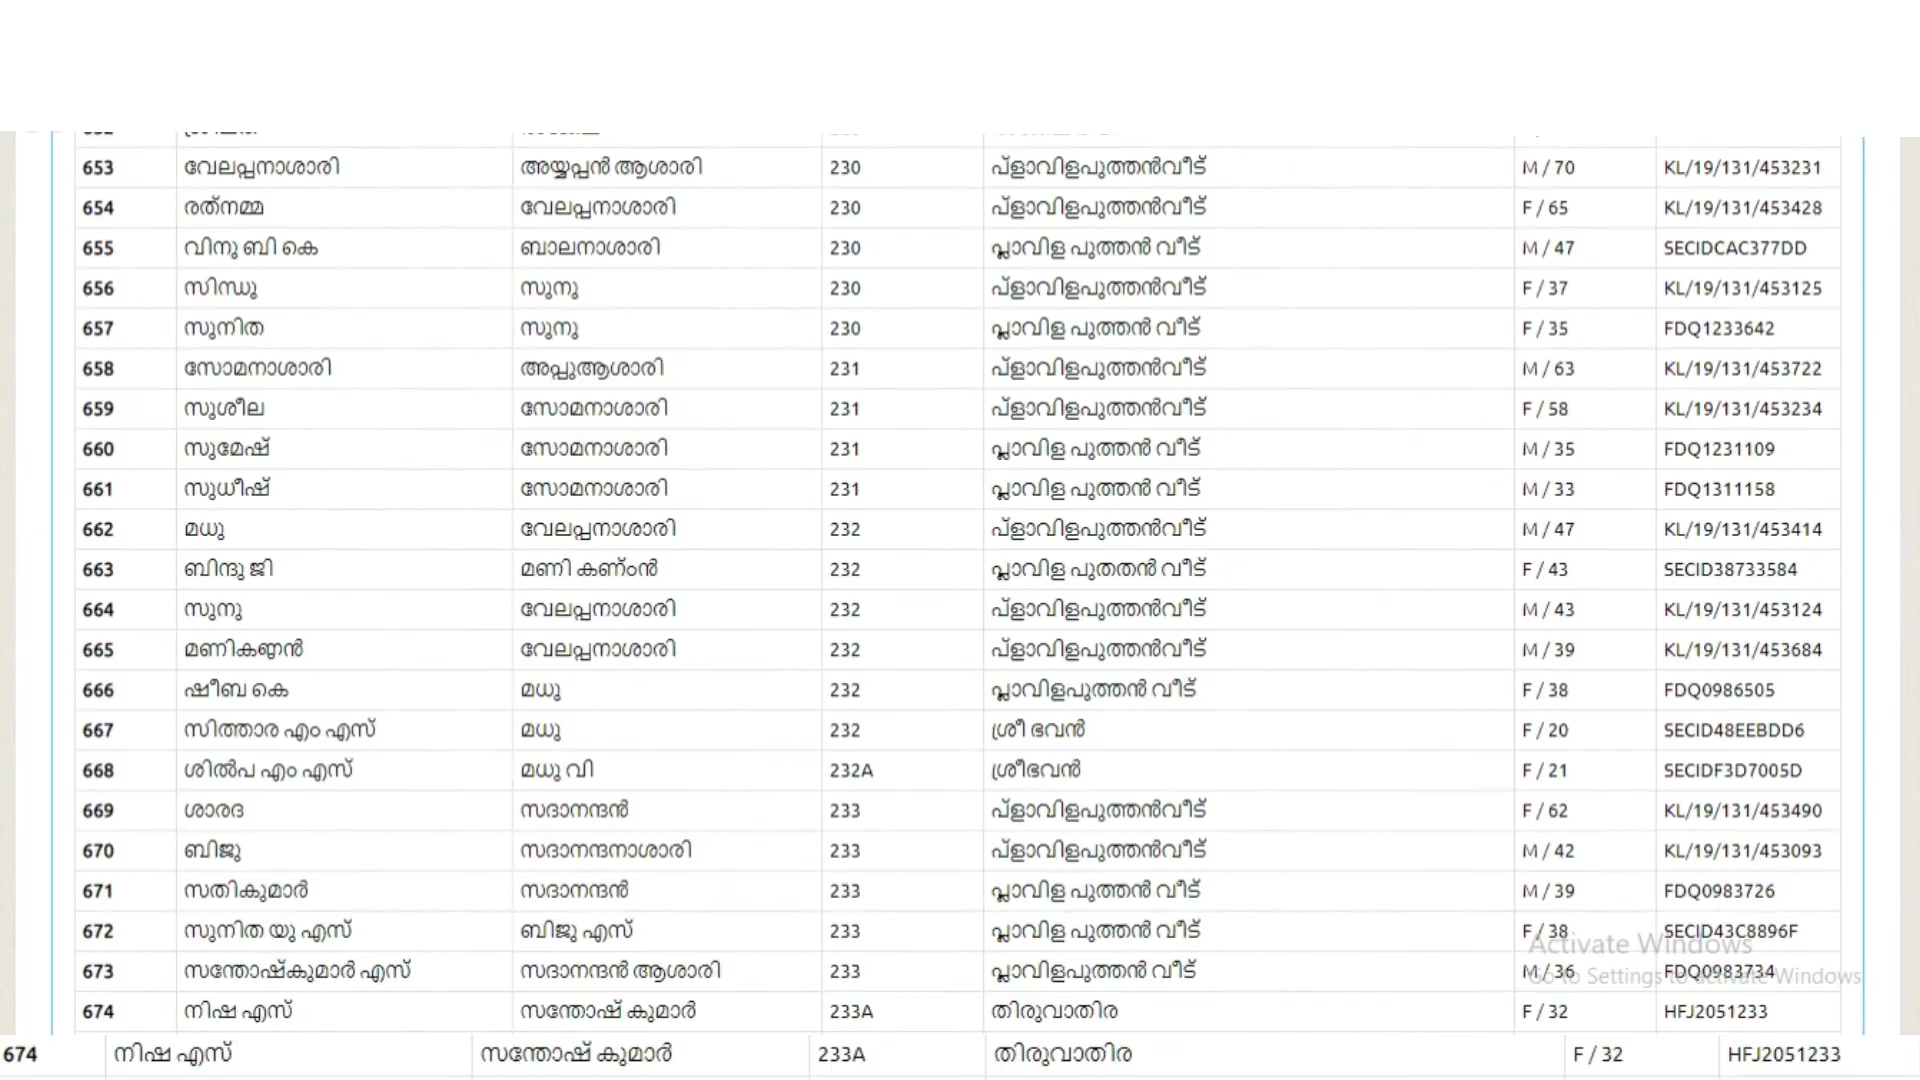 653 വേലപ്പനാശാരി അയ്യപ്പൻ ആശാരി 230 പ്ളാവിളപുത്തൻവീട് M / 70 KL/19/131/453231
654 രത്നമ്മ വേലപ്പനാശാരി 230 പ്ളാവിളപുത്തൻവീട് F / 65 KL/19/131/453428
655 വിനു ബി കെ ബാലനാശാരി 230 പ്ലാവിള പുത്തൻ വീട് M / 47 SECIDCAC377DD
656 സിന്ധു സുനു 230 പ്ളാവിളപുത്തൻവീട് F / 37 KL/19/131/453125
657 സുനിത സുനു 230 പ്ലാവിള പുത്തൻ വീട് F / 35 FDQ1233642
658 സോമനാശാരി അപ്പുആശാരി 231 പ്ളാവിളപുത്തൻവീട് M / 63 KL/19/131/453722
659 സുശീല സോമനാശാരി 231 പ്ളാവിളപുത്തൻവീട് F / 58 KL/19/131/453234
660 സുമേഷ് സോമനാശാരി 231 പ്ലാവിള പുത്തൻ വീട് M / 35 FDQ1231109
661 സുധീഷ് സോമനാശാരി 231 പ്ലാവിള പുത്തൻ വീട് M / 33 FDQ1311158
662 മധു വേലപ്പനാശാരി 232 പ്ളാവിളപുത്തൻവീട് M / 47 KL/19/131/453414
663 ബിന്ദു ജി മണി കണ്ഠൻ 232 പ്ലാവിള പുതതൻ വീട് F / 43 SECID38733584
664 സുനു വേലപ്പനാശാരി 232 പ്ളാവിളപുത്തൻവീട് M / 43 KL/19/131/453124
665 മണികണ്ഠൻ വേലപ്പനാശാരി 232 പ്ളാവിളപുത്തൻവീട് M / 39 KL/19/131/453684
666 ഷീബ കെ മധു 232 പ്ലാവിളപുത്തൻ വീട് F / 38 FDQ0986505
667 സിത്താര എം എസ് മധു 232 ശ്രീ ഭവൻ F / 20 SECID48EEBDD6
668 ശിൽപ എം എസ് മധു വി 232A ശ്രീഭവൻ F / 21 SECIDF3D7005D
669 ശാരദ സദാനന്ദൻ 233 പ്ളാവിളപുത്തൻവീട് F / 62 KL/19/131/453490
670 ബിജു സദാനന്ദനാശാരി 233 പ്ളാവിളപുത്തൻവീട് M / 42 KL/19/131/453093
671 സതികുമാർ സദാനന്ദൻ 233 പ്ലാവിള പുത്തൻ വീട് M / 39 FDQ0983726
672 സുനിത യു എസ് ബിജു എസ് 233 പ്ലാവിള പുത്തൻ വീട് F / 38 SECID43C8896F
Activate Windows
673 സന്തോഷ്കുമാർ എസ് സദാനന്ദൻ ആശാരി 233 പ്ലാവിളപുത്തൻ വീട് M / 36 FDQ0983734
Go to Settings to activate Windows
674 നിഷ എസ് സന്തോഷ് കുമാർ 233A തിരുവാതിര F / 32 HFJ2051233
674 നിഷ എസ് സന്തോഷ് കുമാർ 233A തിരുവാതിര F / 32 HFJ2051233